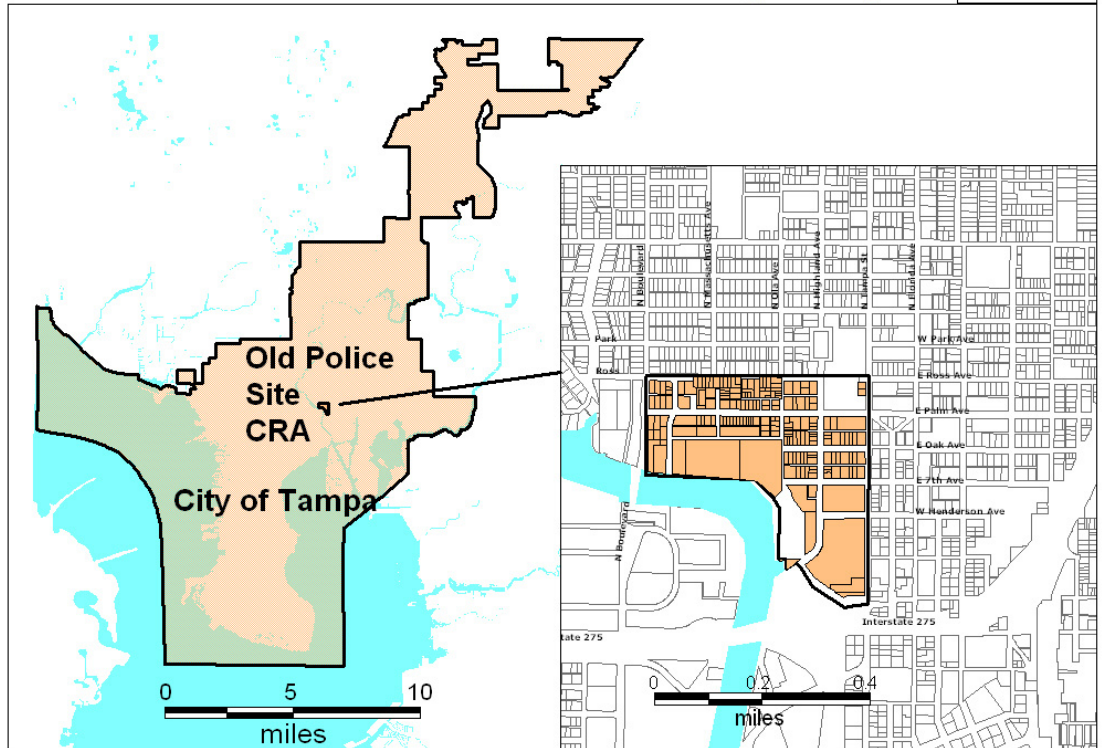 Old Police
Site
CRA
City of Tampa
0 5 10
miles
N Boulevard
N Massachusetts Ave
N Ola Ave
N Highland Ave
N Tampa St
N Florida Ave
Park
W Park Ave
Ross
E Ross Ave
E Palm Ave
E Oak Ave
E 7th Ave
W Henderson Ave
N Boulevard
Interstate 275
tate 275
0 0.2 0.4
miles